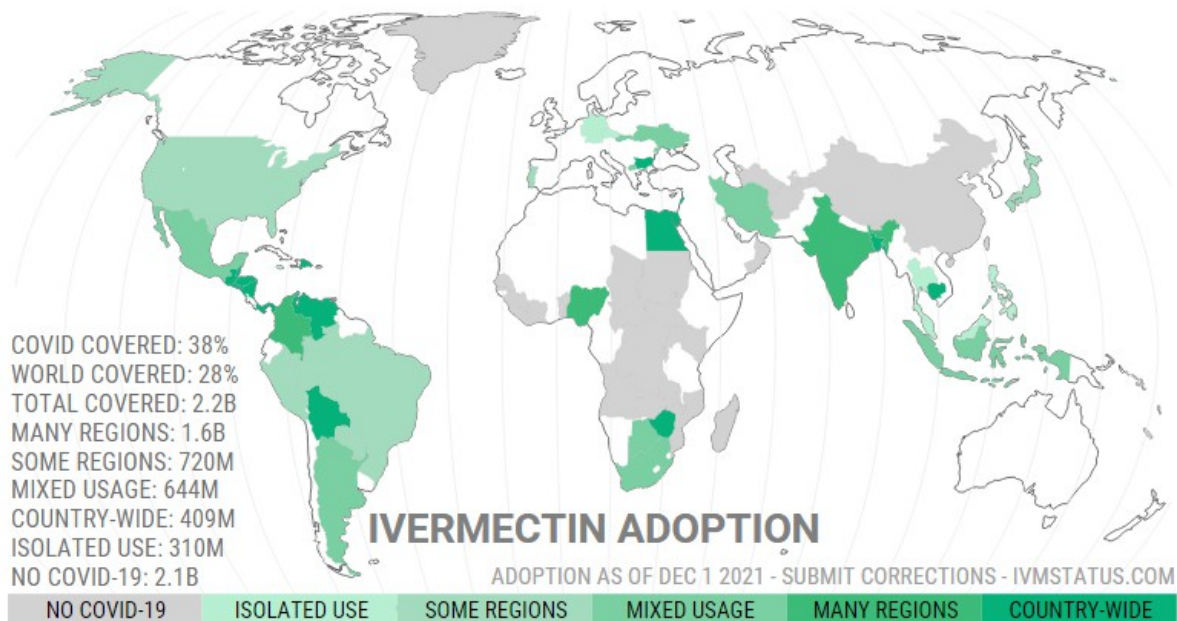 COVID COVERED: 38%
WORLD COVERED: 28%
TOTAL COVERED: 2.2B
MANY REGIONS: 1.6B
SOME REGIONS: 720M
MIXED USAGE: 644M
COUNTRY-WIDE: 409M
ISOLATED USE: 310M
NO COVID-19: 2.1B
IVERMECTIN ADOPTION
ADOPTION AS OF DEC 1 2021 - SUBMIT CORRECTIONS - IVMSTATUS.COM
NO COVID-19 ISOLATED USE SOME REGIONS MIXED USAGE MANY REGIONS COUNTRY-WIDE